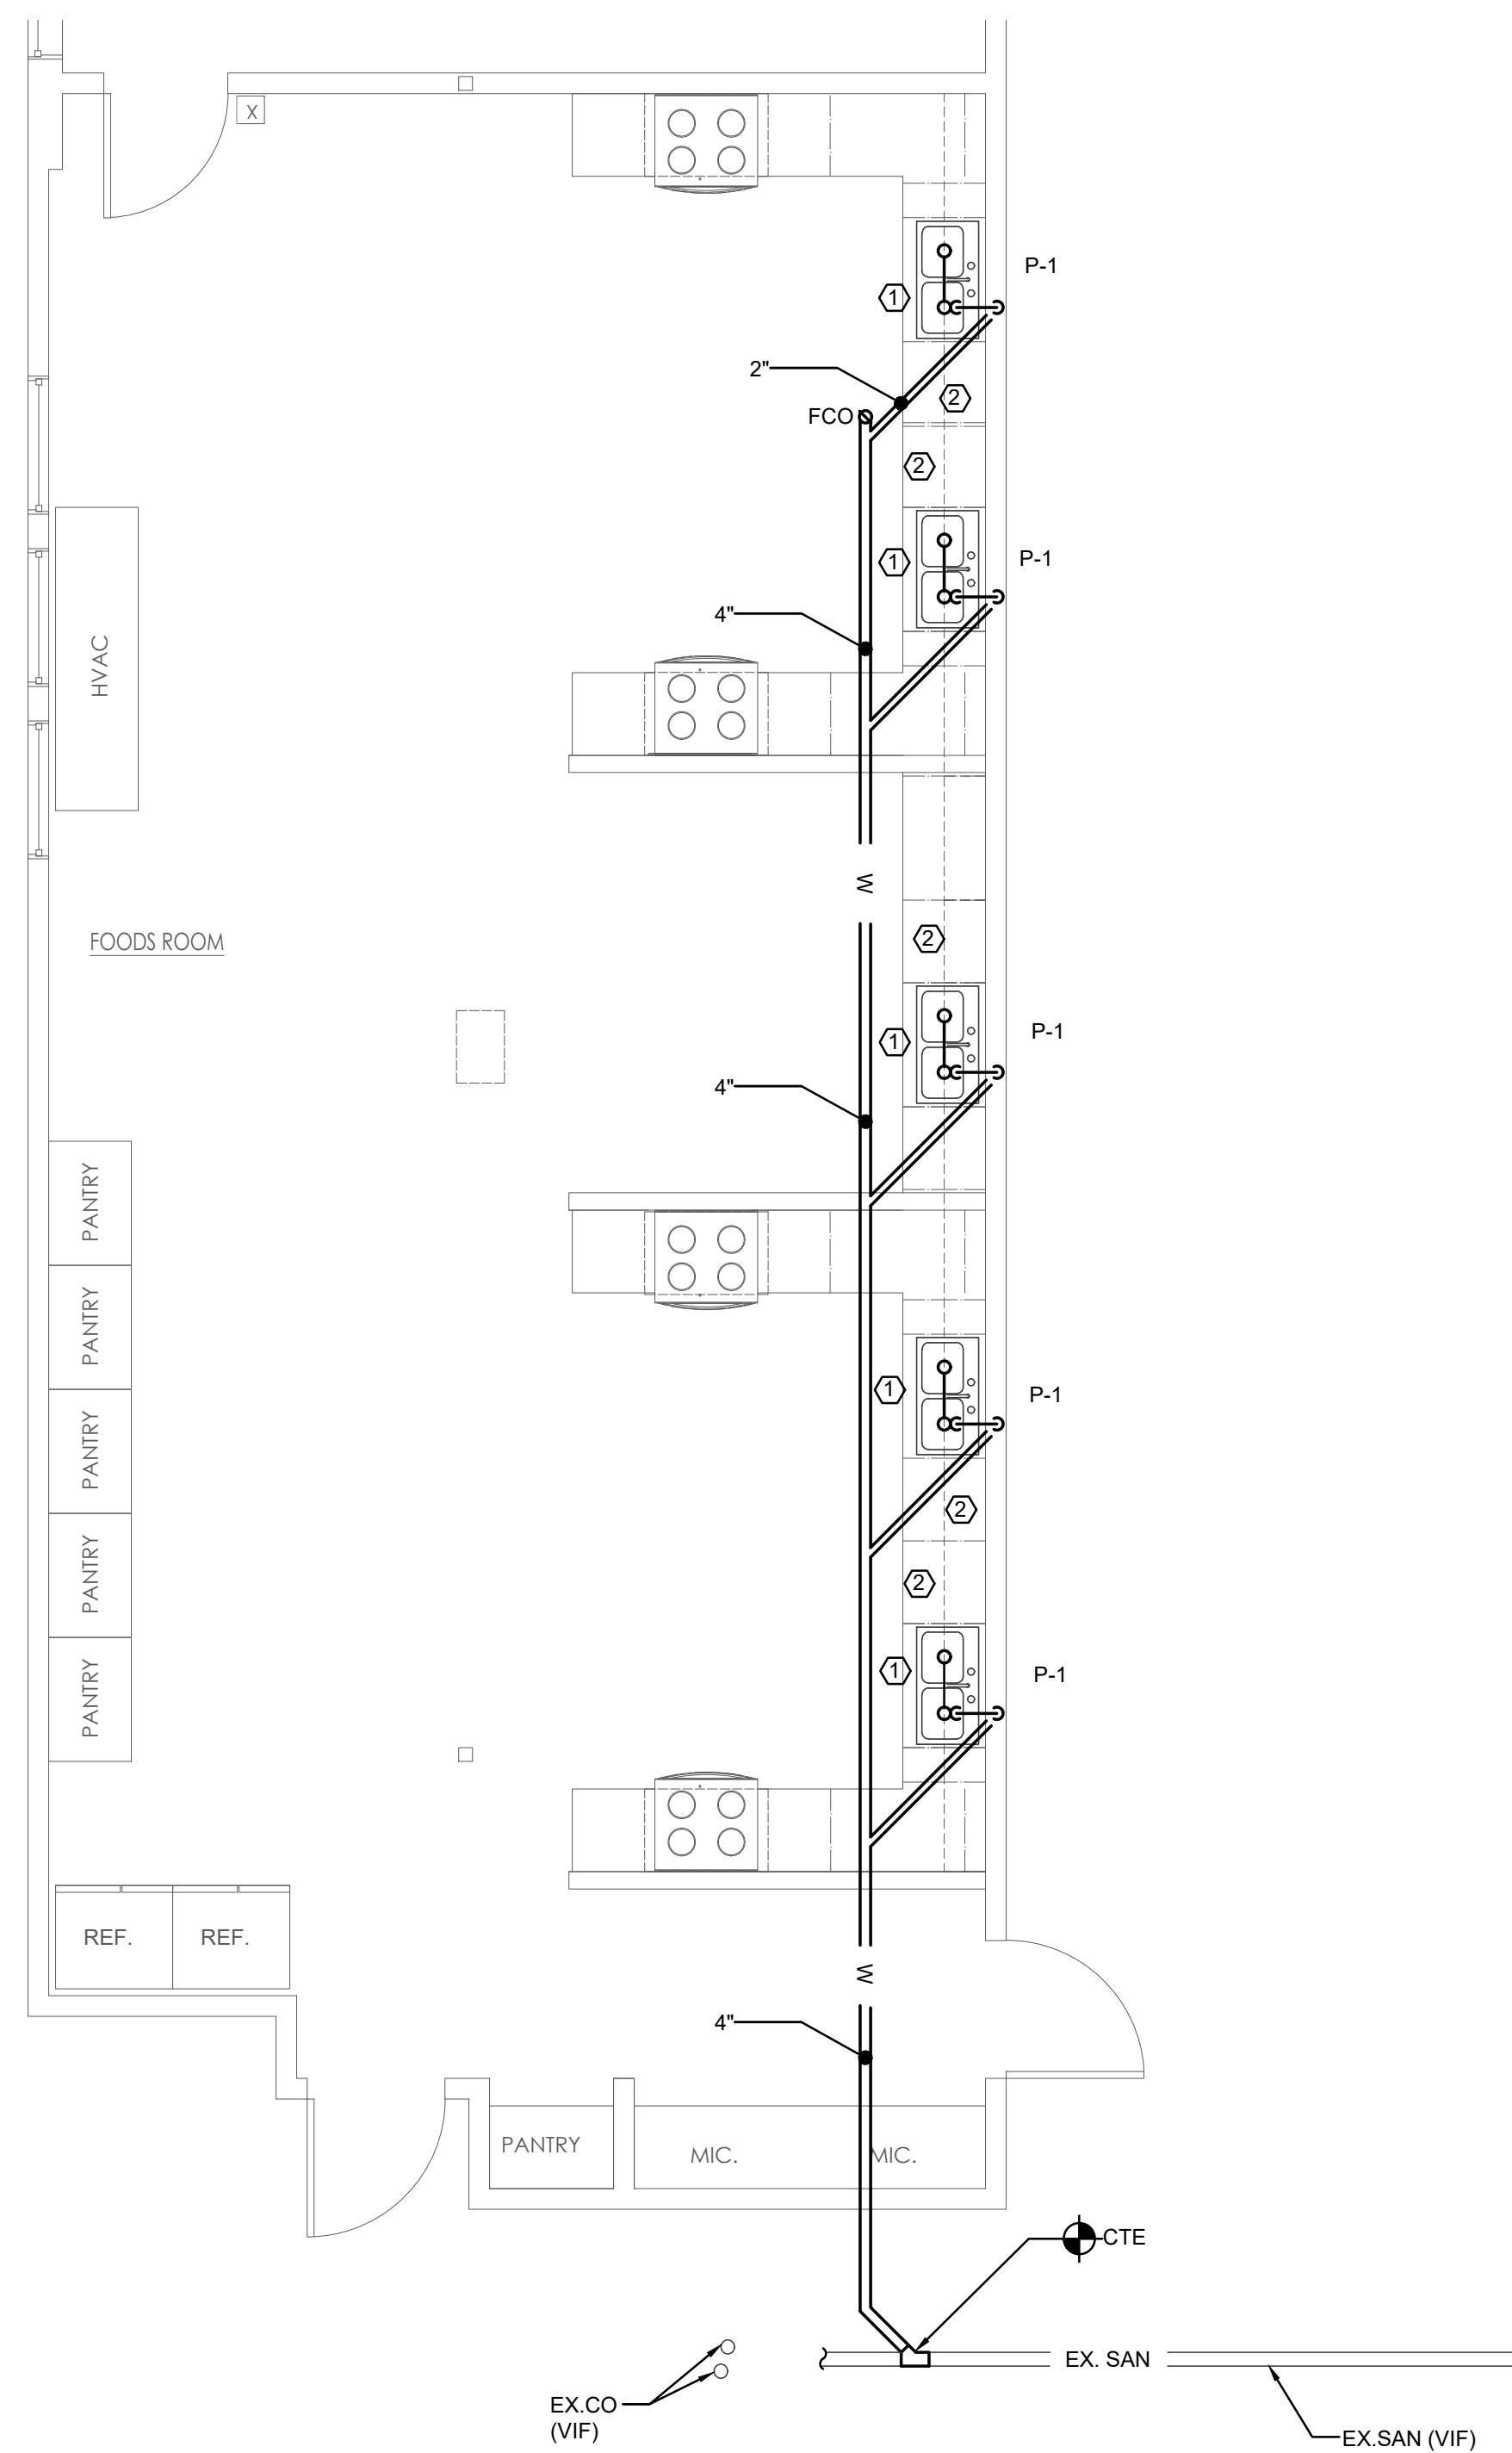 X
P-1
1
2"
2
FCO
2
P-1
1
4"
HVAC
W
2
FOODS ROOM
P-1
1
4"
PANTRY
PANTRY
1
P-1
PANTRY
2
PANTRY
2
PANTRY
1
P-1
REF.
REF.
W
4"
PANTRY
MIC.
MIC.
CTE
EX. SAN
EX.CO
(VIF)
EX.SAN (VIF)